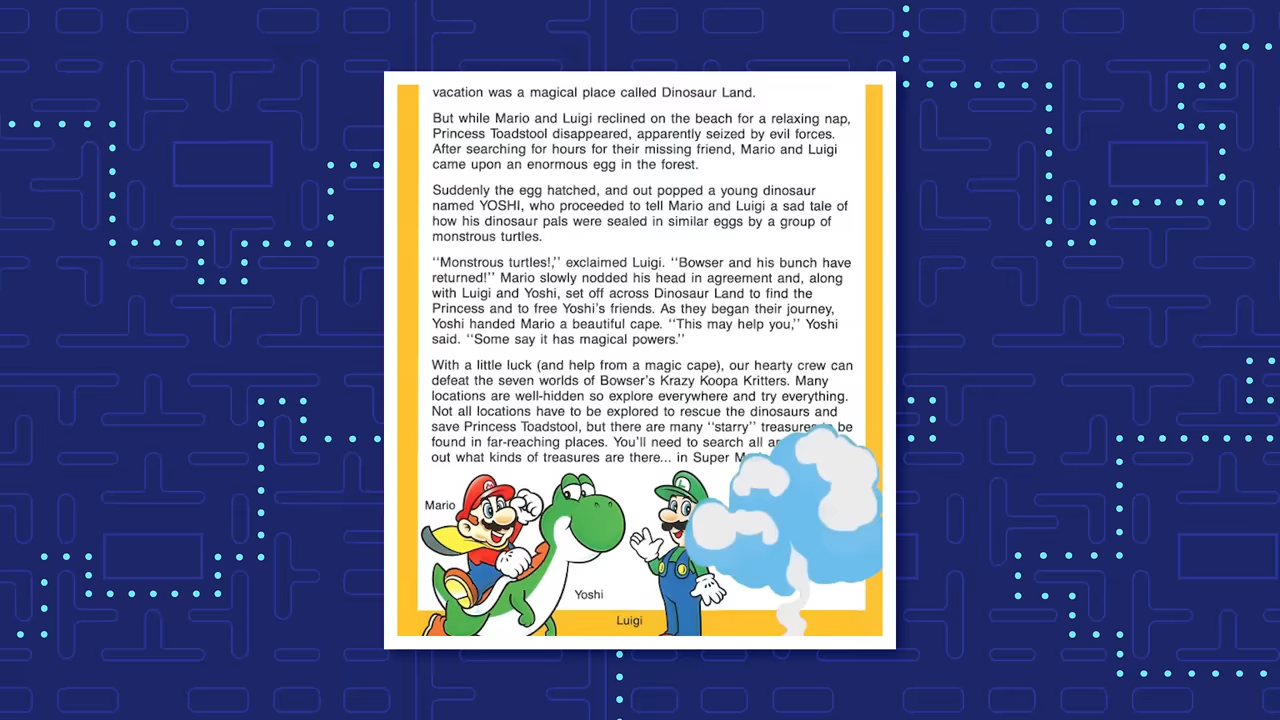 vacation was a magical place called Dinosaur Land.
But while Mario and Luigi reclined on the beach for a relaxing nap,
Princess Toadstool disappeared, apparently seized by evil forces.
After searching for hours for their missing friend, Mario and Luigi
came upon an enormous egg in the forest.
Suddenly the egg hatched, and out popped a young dinosaur
named YOSHI, who proceeded to tell Mario and Luigi a sad tale of
how his dinosaur pals were sealed in similar eggs by a group of
monstrous turtles.
‘‘Monstrous turtles!,’’ exclaimed Luigi. ‘‘Bowser and his bunch have
returned!’’ Mario slowly nodded his head in agreement and, along
with Luigi and Yoshi, set off across Dinosaur Land to find the
Princess and to free Yoshi’s friends. As they began their journey,
Yoshi handed Mario a beautiful cape. ‘‘This may help you,’’ Yoshi
said. ‘‘Some say it has magical powers.’’
With a little luck (and help from a magic cape), our hearty crew can
defeat the seven worlds of Bowser’s Krazy Koopa Kritters. Many
locations are well-hidden so explore everywhere and try everything.
Not all locations have to be explored to rescue the dinosaurs and
save Princess Toadstool, but there are many ‘‘starry’’ treasures be
found in far-reaching places. You’ll need to search all
out what kinds of treasures are there... in Super
Mario
Yoshi
Luigi